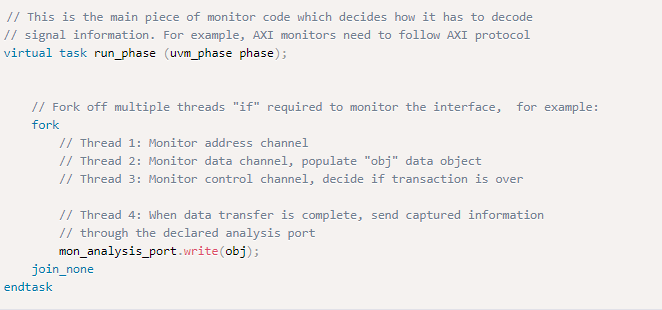 // This is the main piece of monitor code which decides how it has to decode
// signal information. For example, AXI monitors need to follow AXI protocol
virtual task run_phase (uvm_phase phase);
// Fork off multiple threads "if" required to monitor the interface,  for example:
fork
// Thread 1: Monitor address channel
// Thread 2: Monitor data channel, populate "obj" data object
// Thread 3: Monitor control channel, decide if transaction is over
// Thread 4: When data transfer is complete, send captured information
// through the declared analysis port
mon_analysis_port.write(obj);
join_none
endtask